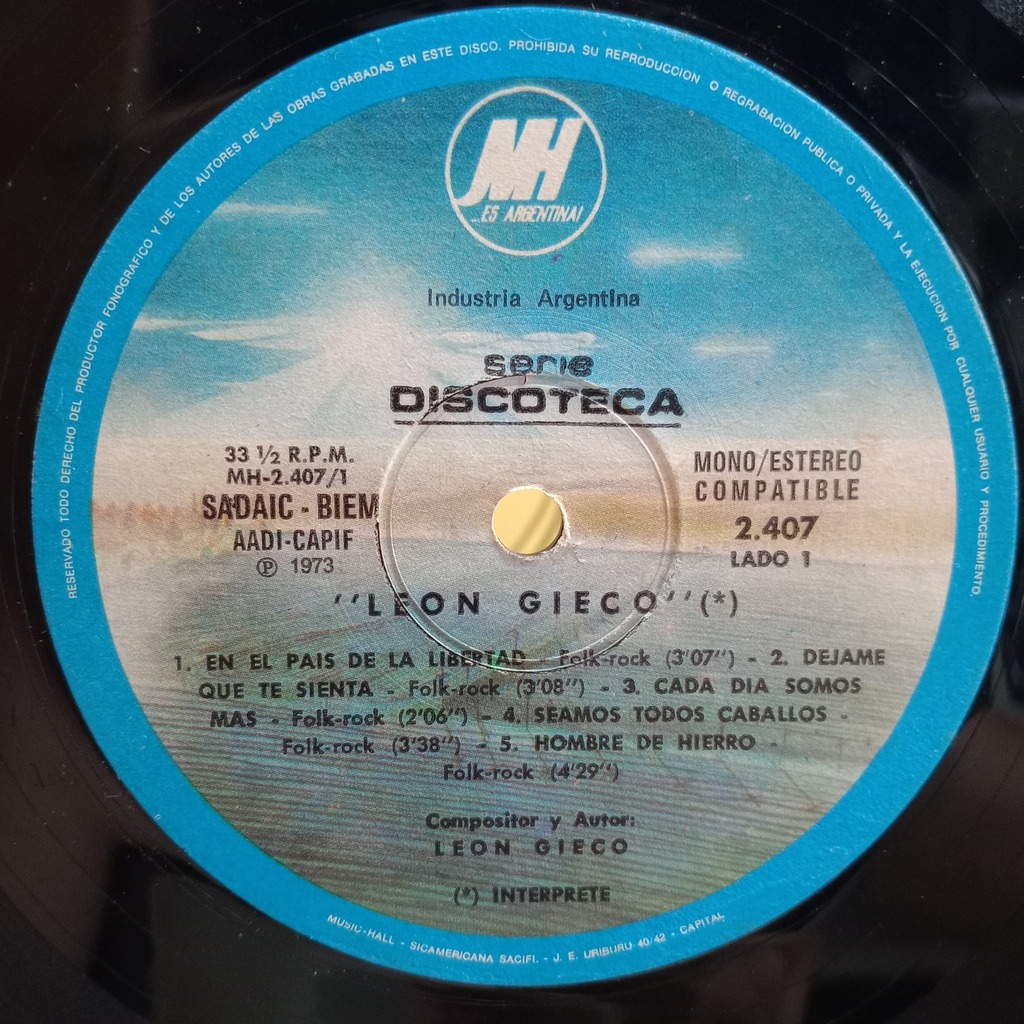 RESERVADO TODO DERECHO DEL PRODUCTOR FONOGRAFICO Y DE LOS AUTORES DE LAS OBRAS GRABADAS EN ESTE DISCO. PROHIBIDA SU REPRODUCCION O REGRABACION PUBLICA O PRIVADA Y LA EJECUCION POR CUALQUIER USUARIO Y PROCEDIMIENTO.
MH
...ES ARGENTINA!
Industria Argentina
serie
DISCOTECA
33 ½ R.P.M.
MH-2.407/1
SADAIC - BIEM
AADI-CAPIF
Ⓟ 1973
MONO/ESTEREO
COMPATIBLE
2.407
LADO 1
''LEON GIECO'' (*)
1. EN EL PAIS DE LA LIBERTAD - Folk-rock (3'07'') - 2. DEJAME
QUE TE SIENTA - Folk-rock (3'08'') - 3. CADA DIA SOMOS
MAS - Folk-rock (2'06'') - 4. SEAMOS TODOS CABALLOS -
Folk-rock (3'38'') - 5. HOMBRE DE HIERRO -
Folk-rock (4'29'')
Compositor y Autor:
LEON GIECO
(*) INTERPRETE
MUSIC-HALL - SICAMERICANA SACIFI. - J. E. URIBURU 40/42 - CAPITAL